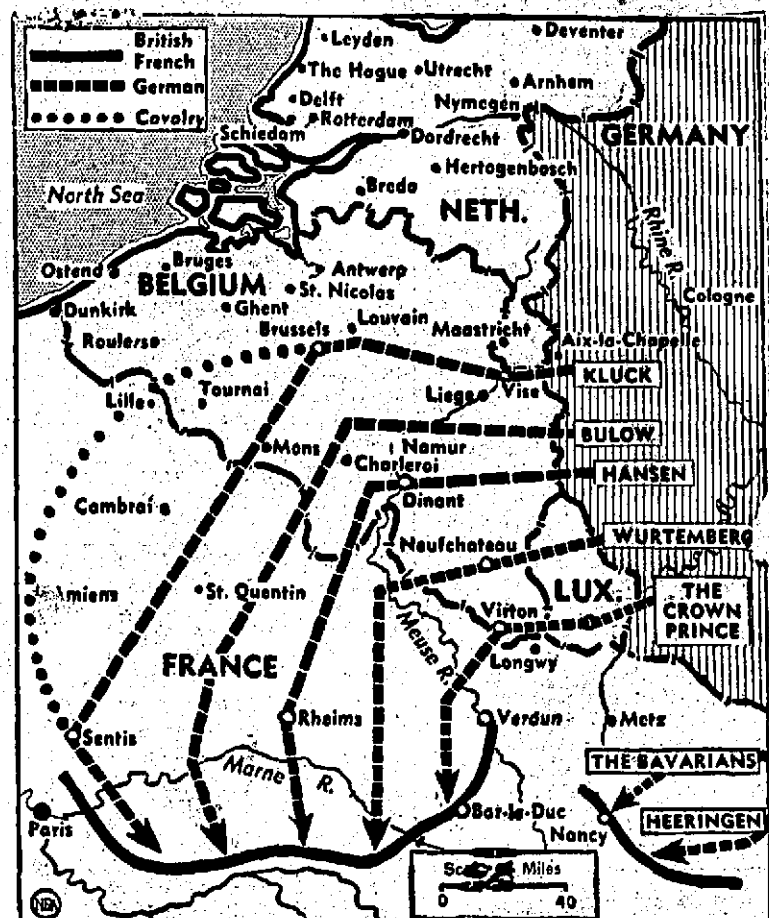 British
French
German
Cavalry
Leyden
Deventer
The Hague
Utrecht
Arnhem
Delft
Nymegen
Rotterdam
Schiedam
Dordrecht
GERMANY
Hertogenbosch
North Sea
Breda
NETH.
Rhine R.
Ostend
Bruges
Antwerp
BELGIUM
St. Nicolas
Cologne
Dunkirk
Ghent
Louvain
Roulers
Brussels
Maastricht
Aix-la-Chapelle
KLUCK
Lille
Tournai
Liege
Vise
BULOW
Mons
Namur
Charleroi
HANSEN
Dinant
Cambrai
Neufchateau
WURTEMBERG
miens
St. Quentin
LUX.
THE
CROWN
PRINCE
Virton
Meuse R.
Longwy
FRANCE
Rheims
Verdun
Metz
Sentis
Marne R.
THE BAVARIANS
Paris
Bar-le-Duc
Nancy
HEERINGEN
Miles
0 40
NEA